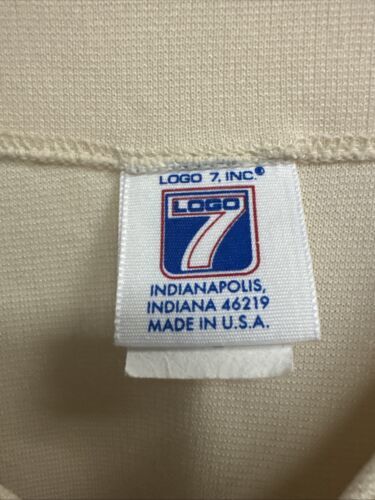 LOGO 7, INC.®
LOGO
7
INDIANAPOLIS,
INDIANA 46219
MADE IN U.S.A.